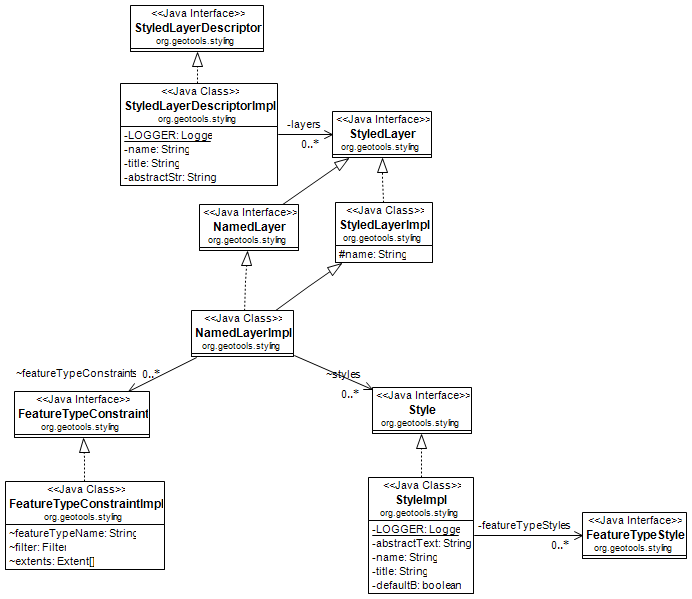 <<Java Interface>>
StyledLayerDescriptor
org.geotools.styling
<<Java Class>>
StyledLayerDescriptorImpl
org.geotools.styling
-LOGGER: Logge
-name: String
-title: String
-abstractStr: String
-layers
0..*
<<Java Interface>>
StyledLayer
org.geotools.styling
<<Java Interface>>
NamedLayer
org.geotools.styling
<<Java Class>>
StyledLayerImpl
org.geotools.styling
#name: String
<<Java Class>>
NamedLayerImpl
org.geotools.styling
~featureTypeConstraints
0..*
~styles
0..*
<<Java Interface>>
FeatureTypeConstraint
org.geotools.styling
<<Java Interface>>
Style
org.geotools.styling
<<Java Class>>
FeatureTypeConstraintImpl
org.geotools.styling
~featureTypeName: String
~filter: Filter
~extents: Extent[]
<<Java Class>>
StyleImpl
org.geotools.styling
-LOGGER: Logge
-abstractText: String
-name: String
-title: String
-defaultB: boolean
-featureTypeStyles
0..*
<<Java Interface>>
FeatureTypeStyle
org.geotools.styling